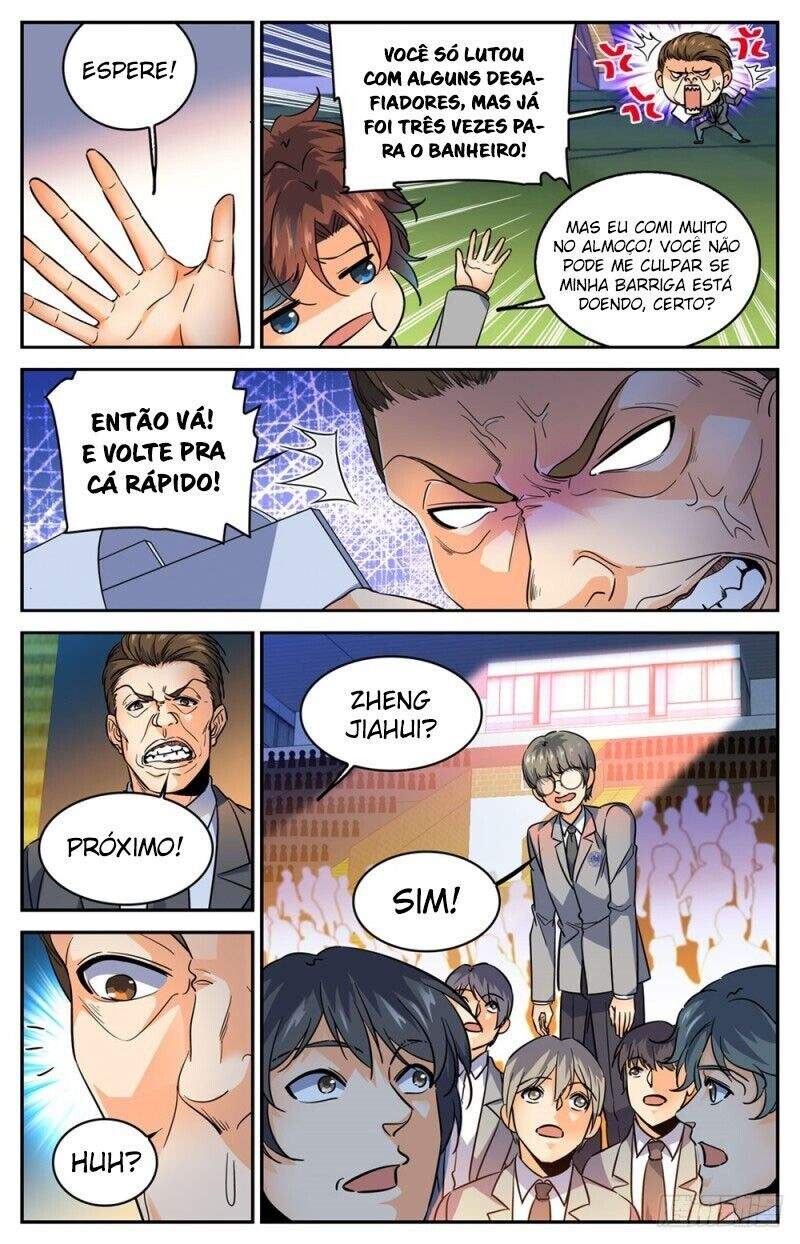 ESPERE!
VOCÊ SÓ LUTOU
COM ALGUNS DESA-
FIADORES, MAS JÁ
FOI TRÊS VEZES PA-
RA O BANHEIRO!
MAS EU COMI MUITO
NO ALMOÇO! VOCÊ NÃO
PODE ME CULPAR SE
MINHA BARRIGA ESTÁ
DOENDO, CERTO?
ENTÃO VÁ!
E VOLTE PRA
CÁ RÁPIDO!
PRÓXIMO!
ZHENG
JIAHUI?
SIM!
HUH?